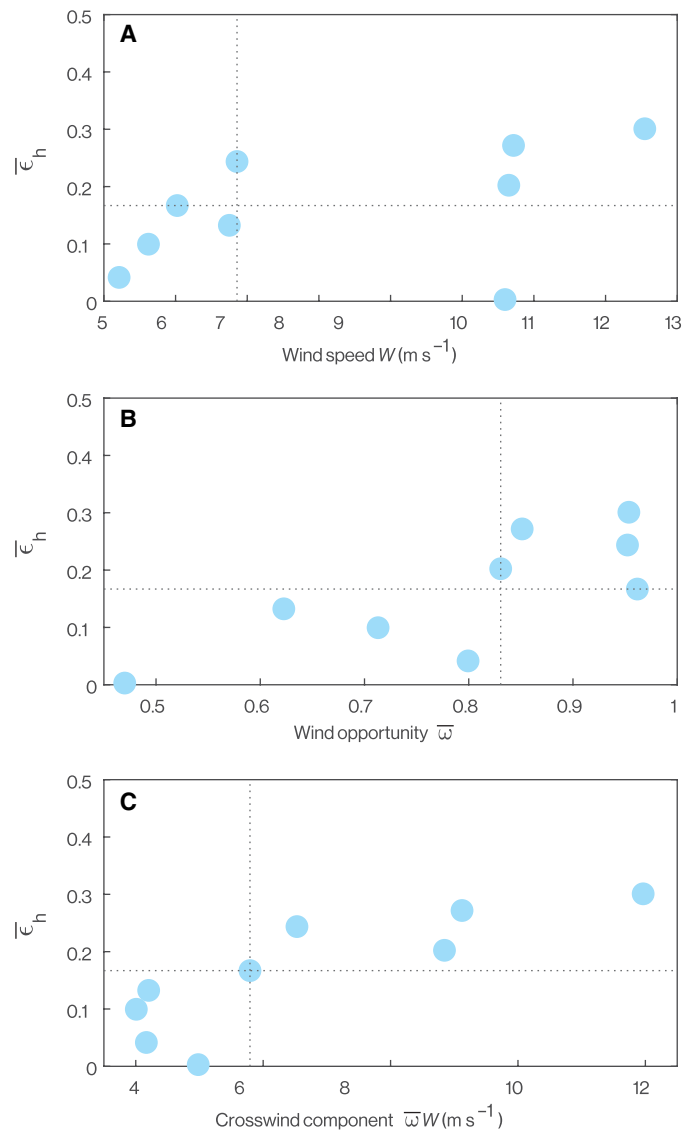 A
0.5
0.4
0.3
0.2
0.1
0
ϵ̅h
5 6 7 8 9 10 11 12 13
Wind speed W (m s−1)
B
0.5
0.4
0.3
0.2
0.1
0
ϵ̅h
0.5 0.6 0.7 0.8 0.9 1
Wind opportunity ω̅
C
0.5
0.4
0.3
0.2
0.1
0
ϵ̅h
4 6 8 10 12
Crosswind component ω̅ W (m s−1)